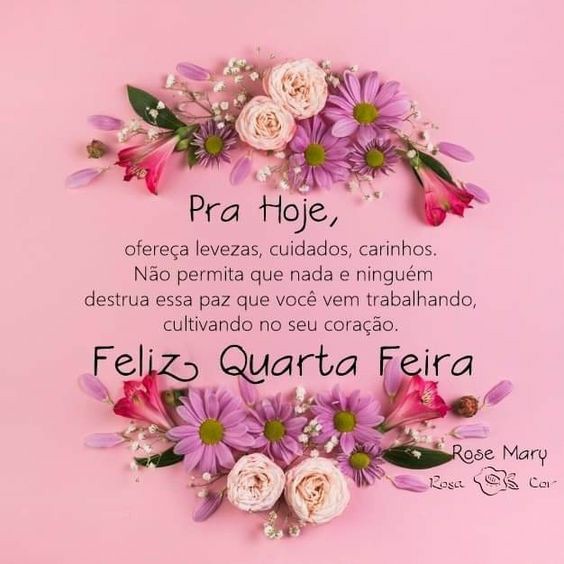 Pra Hoje,
ofereça levezas, cuidados, carinhos.
Não permita que nada e ninguém
destrua essa paz que você vem trabalhando,
cultivando no seu coração.
Feliz Quarta Feira
Rose Mary
Rosa Cor